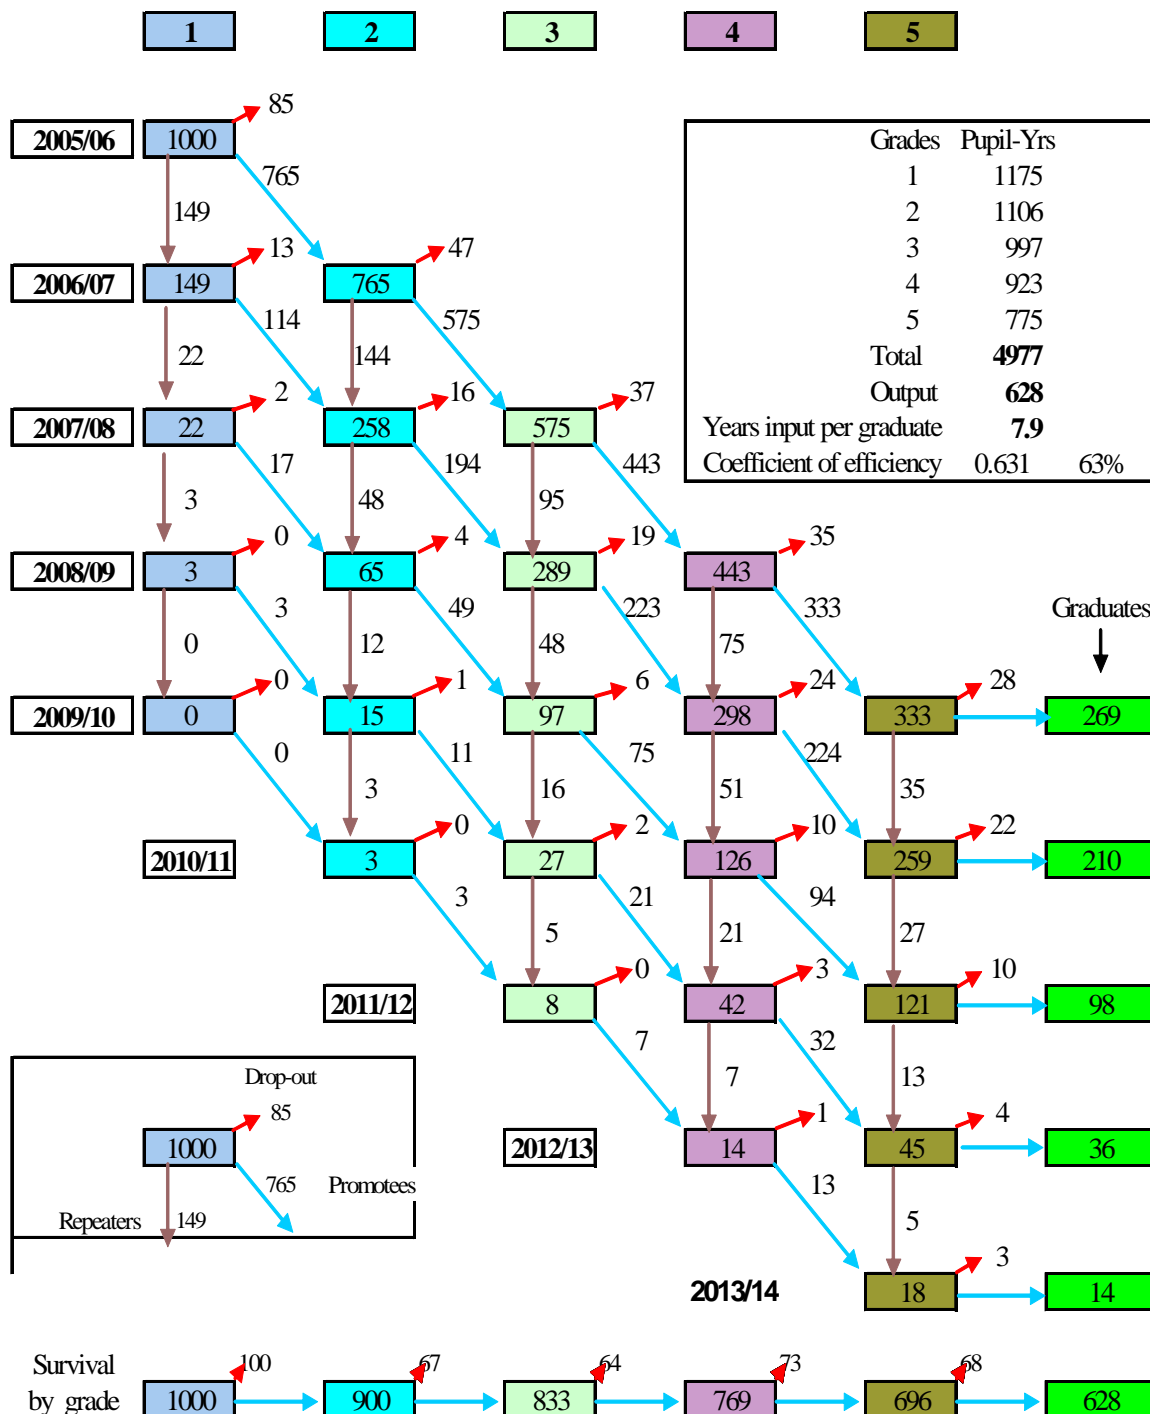 1 2 3 4 5
85
2005/06 1000
765
149
Grades Pupil-Yrs
1 1175
2 1106
3 997
4 923
5 775
Total 4977
Output 628
Years input per graduate 7.9
Coefficient of efficiency 0.631 63%
13 47
2006/07 149 765
114 575
22 144
2 16 37
2007/08 22 258 575
17 194 443
3 48 95
0 4 19 35
2008/09 3 65 289 443
3 49 223 333
0 12 48 75
Graduates
0 1 6 24 28
2009/10 0 15 97 298 333 269
0 11 75 224
3 16 51 35
0 2 10 22
2010/11 3 27 126 259 210
3 21 94
5 21 27
0 3 10
2011/12 8 42 121 98
7 32
7 13
1 4
2012/13 14 45 36
13
5
3
2013/14 18 14
Drop-out
85
1000
765 Promotees
Repeaters 149
Survival
by grade
100 67 64 73 68
1000 900 833 769 696 628